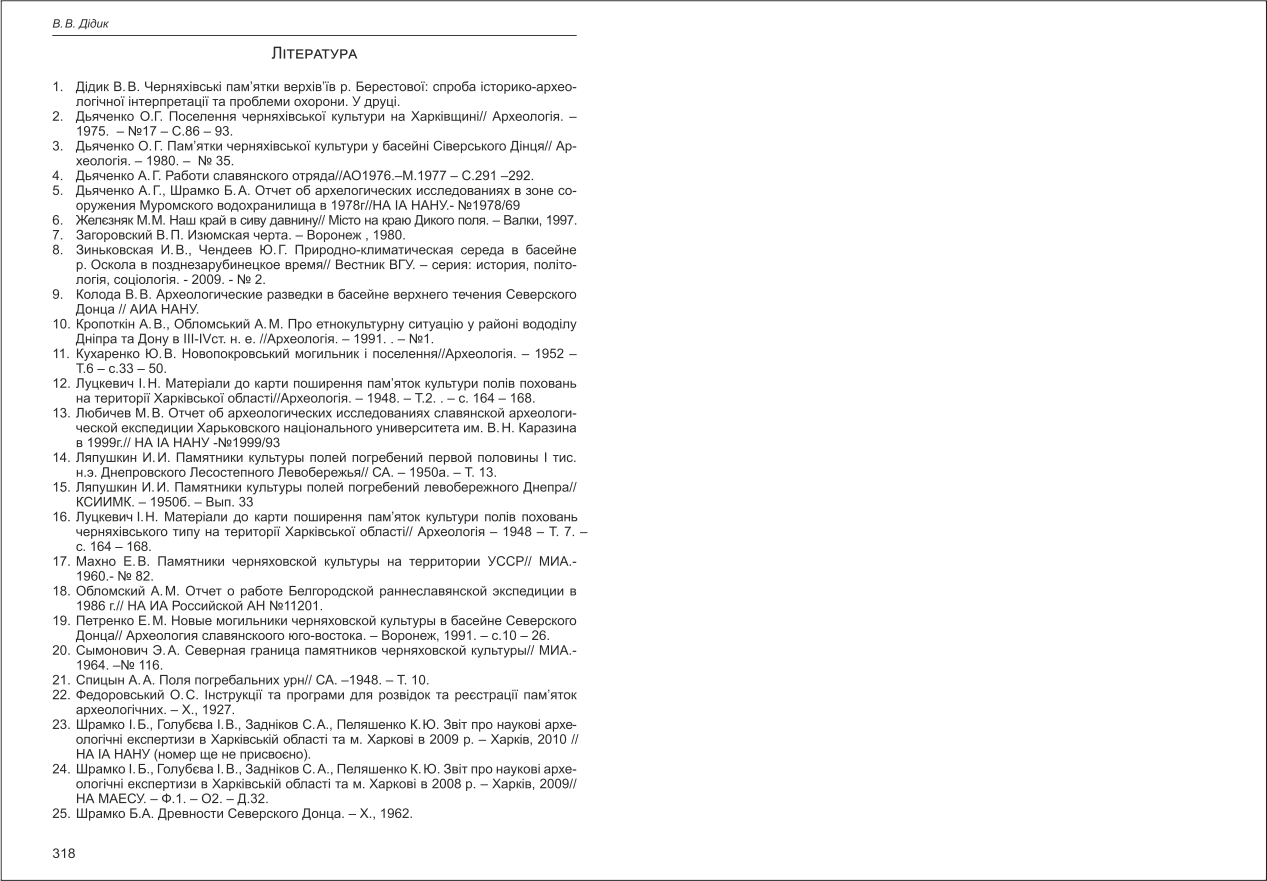 В. В. Дідик
Література
1. Дідик В. В. Черняхівські пам’ятки верхів’їв р. Берестової: спроба історико-архео-
логічної інтерпретації та проблеми охорони. У друці.
2. Дьяченко О.Г. Поселення черняхівської культури на Харківщині// Археологія. –
1975. – №17 – С.86 – 93.
3. Дьяченко О. Г. Пам’ятки черняхівської культури у басейні Сіверського Дінця// Ар-
хеологія. – 1980. – № 35.
4. Дьяченко А. Г. Работи славянского отряда//АО1976.–М.1977 – С.291 –292.
5. Дьяченко А. Г., Шрамко Б. А. Отчет об археологических исследованиях в зоне со-
оружения Муромского водохранилища в 1978г//НА ІА НАНУ.- №1978/69
6. Желєзняк М.М. Наш край в сиву давнину// Місто на краю Дикого поля. – Валки, 1997.
7. Загоровский В. П. Изюмская черта. – Воронеж , 1980.
8. Зиньковская И. В., Чендеев Ю. Г. Природно-климатическая середа в басейне
р. Оскола в позднезарубинецкое время// Вестник ВГУ. – серия: история, політо-
логія, соціологія. - 2009. - № 2.
9. Колода В. В. Археологические разведки в басейне верхнего течения Северского
Донца // АИА НАНУ.
10. Кропоткін А. В., Обломський А. М. Про етнокультурну ситуацію у районі вододілу
Дніпра та Дону в III-IVст. н. е. //Археологія. – 1991. . – №1.
11. Кухаренко Ю. В. Новопокровський могильник і поселення//Археологія. – 1952 –
Т.6 – с.33 – 50.
12. Луцкевич І. Н. Матеріали до карти поширення пам’яток культури полів поховань
на території Харківської області//Археологія. – 1948. – Т.2. . – с. 164 – 168.
13. Любичев М. В. Отчет об археологических исследованиях славянской археологи-
ческой експедиции Харьковского національного университета им. В. Н. Каразина
в 1999г.// НА ІА НАНУ -№1999/93
14. Ляпушкин И. И. Памятники культуры полей погребений первой половины I тис.
н.э. Днепровского Лесостепного Левобережья// СА. – 1950а. – Т. 13.
15. Ляпушкин И. И. Памятники культуры полей погребений левобережного Днепра//
КСИИМК. – 1950б. – Вып. 33
16. Луцкевич І. Н. Матеріали до карти поширення пам’яток культури полів поховань
черняхівського типу на території Харківської області// Археологія – 1948 – Т. 7. –
с. 164 – 168.
17. Махно Е. В. Памятники черняховской культуры на территории УССР// МИА.-
1960.- № 82.
18. Обломский А. М. Отчет о работе Белгородской раннеславянской экспедиции в
1986 г.// НА ИА Российской АН №11201.
19. Петренко Е. М. Новые могильники черняховской культуры в басейне Северского
Донца// Археология славянскоого юго-востока. – Воронеж, 1991. – с.10 – 26.
20. Сымонович Э. А. Северная граница памятников черняховской культуры// МИА.-
1964. –№ 116.
21. Спицын А. А. Поля погребальных урн// СА. –1948. – Т. 10.
22. Федоровський О. С. Інструкції та програми для розвідок та реєстрації пам’яток
археологічних. – Х., 1927.
23. Шрамко І. Б., Голубєва І. В., Задніков С. А., Пеляшенко К. Ю. Звіт про наукові архе-
ологічні експертизи в Харківській області та м. Харкові в 2009 р. – Харків, 2010 //
НА ІА НАНУ (номер ще не присвоєно).
24. Шрамко І. Б., Голубєва І. В., Задніков С. А., Пеляшенко К. Ю. Звіт про наукові архе-
ологічні експертизи в Харківській області та м. Харкові в 2008 р. – Харків, 2009//
НА МАЕСУ. – Ф.1. – О2. – Д.32.
25. Шрамко Б.А. Древности Северского Донца. – Х., 1962.
318